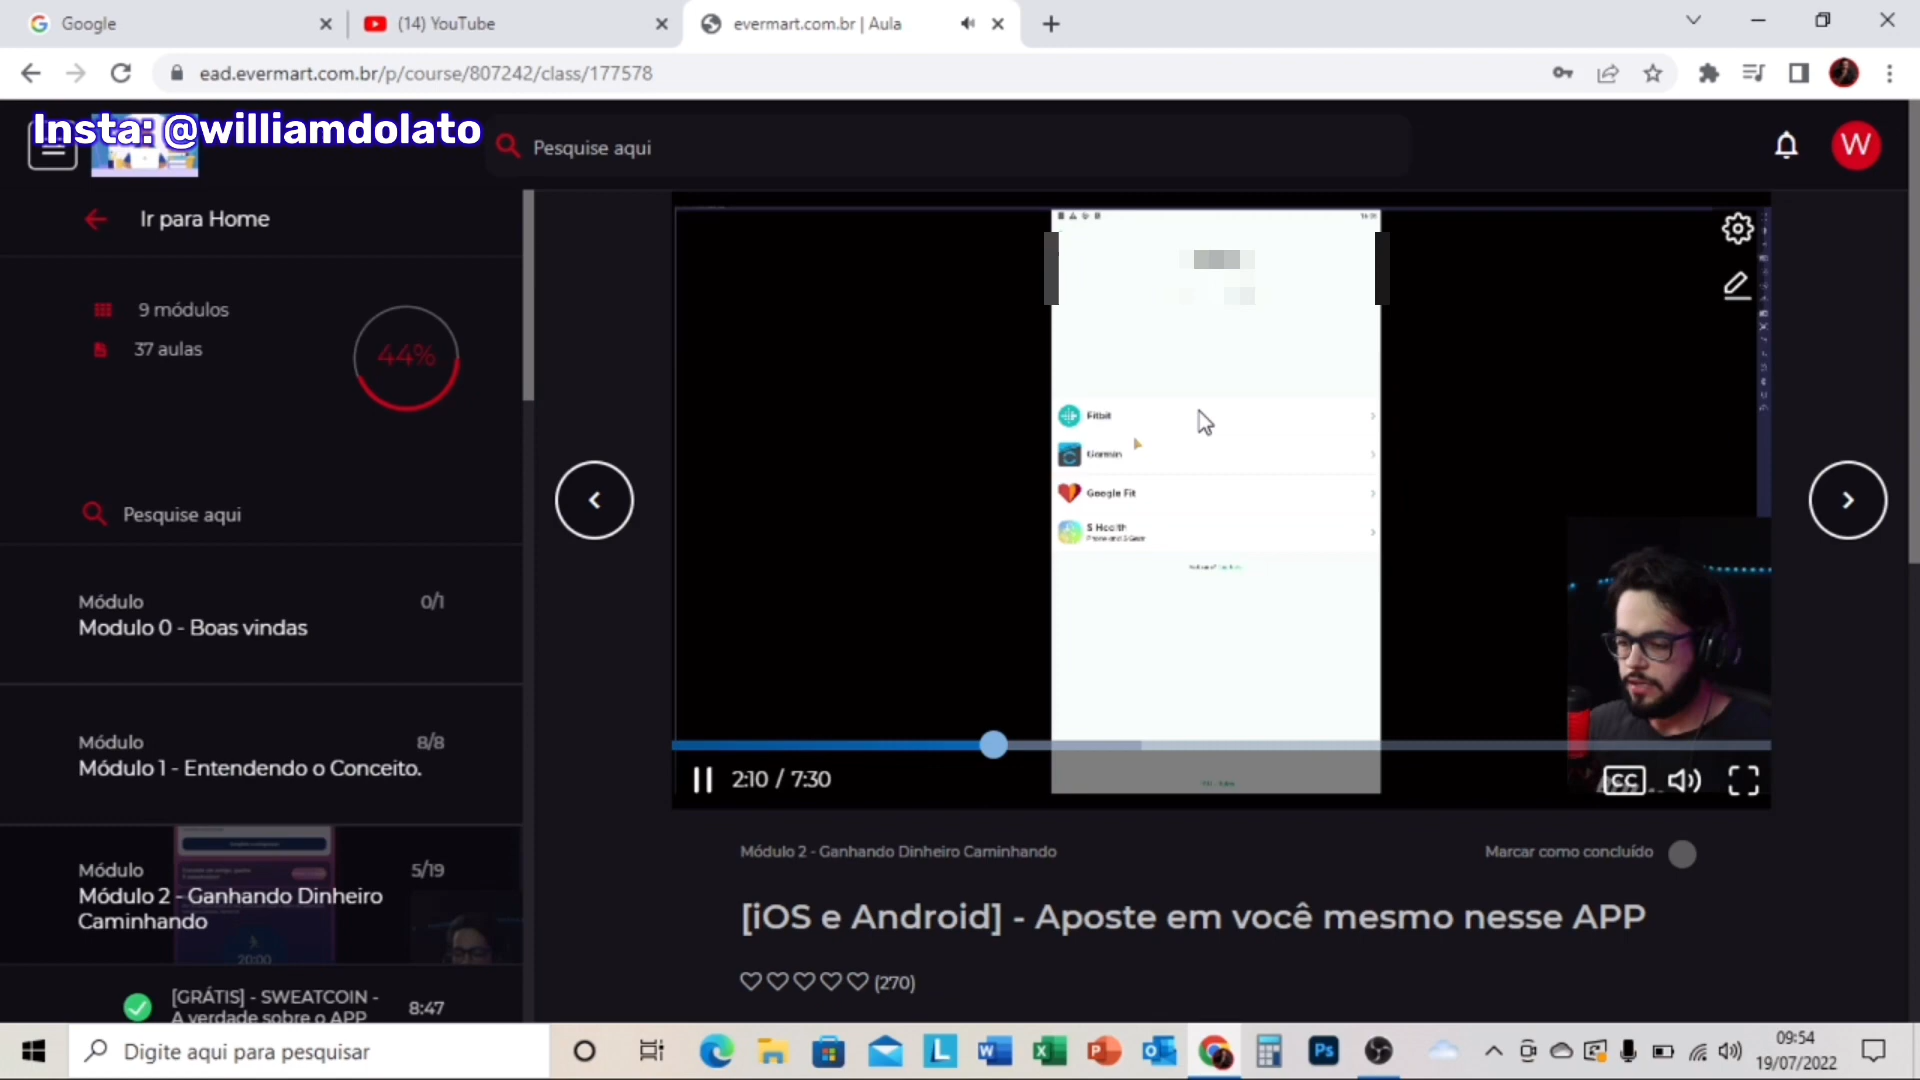 Google
(14) YouTube
evermart.com.br | Aula
ead.evermart.com.br/p/course/807242/class/177578
Insta: @williamdolato
Pesquise aqui
W
Ir para Home
9 módulos
37 aulas
44%
Pesquise aqui
Módulo 0/1
Modulo 0 - Boas vindas
Módulo 8/8
Módulo 1 - Entendendo o Conceito.
Módulo 5/19
Módulo 2 - Ganhando Dinheiro
Caminhando
20:00
[GRÁTIS] - SWEATCOIN -
A verdade sobre o APP
8:47
Fitbit
Garmin
Google Fit
S Health
2:10 / 7:30
CC
Módulo 2 - Ganhando Dinheiro Caminhando
Marcar como concluído
[iOS e Android] - Aposte em você mesmo nesse APP
(270)
Digite aqui para pesquisar
09:54
19/07/2022